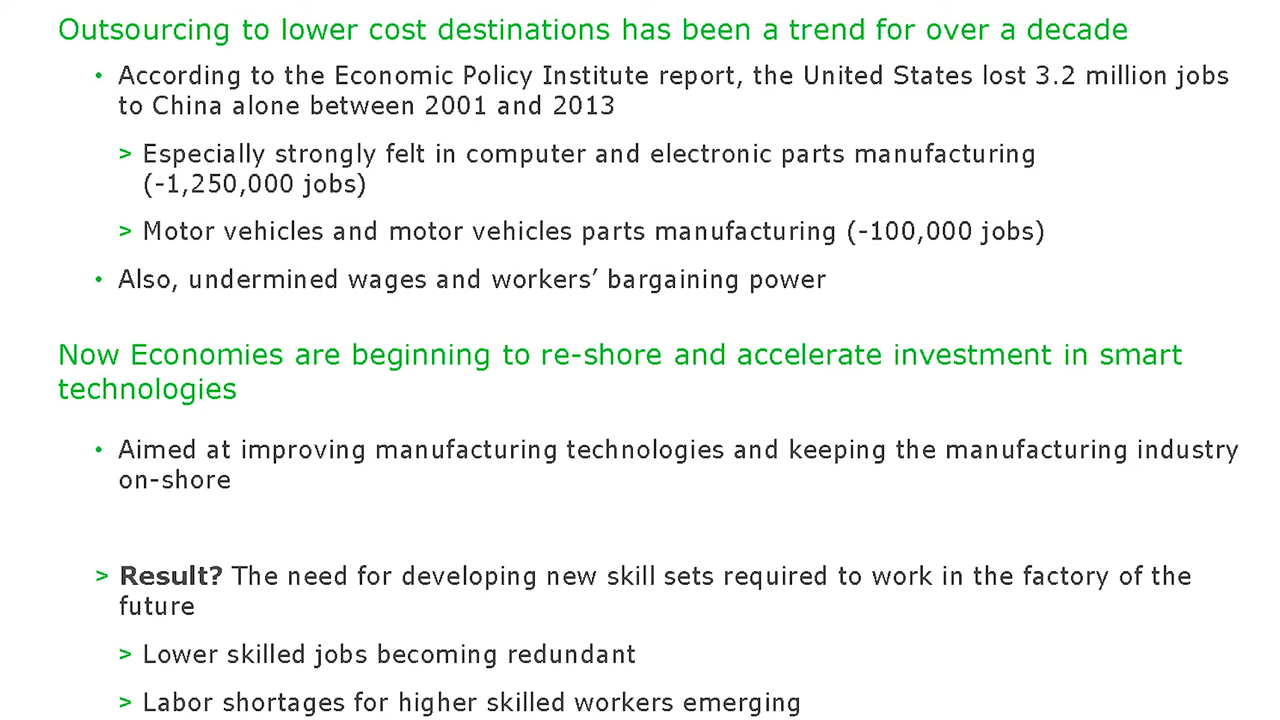 Outsourcing to lower cost destinations has been a trend for over a decade
• According to the Economic Policy Institute report, the United States lost 3.2 million jobs
to China alone between 2001 and 2013
> Especially strongly felt in computer and electronic parts manufacturing
(-1,250,000 jobs)
> Motor vehicles and motor vehicles parts manufacturing (-100,000 jobs)
• Also, undermined wages and workers’ bargaining power
Now Economies are beginning to re-shore and accelerate investment in smart
technologies
• Aimed at improving manufacturing technologies and keeping the manufacturing industry
on-shore
> Result? The need for developing new skill sets required to work in the factory of the
future
> Lower skilled jobs becoming redundant
> Labor shortages for higher skilled workers emerging